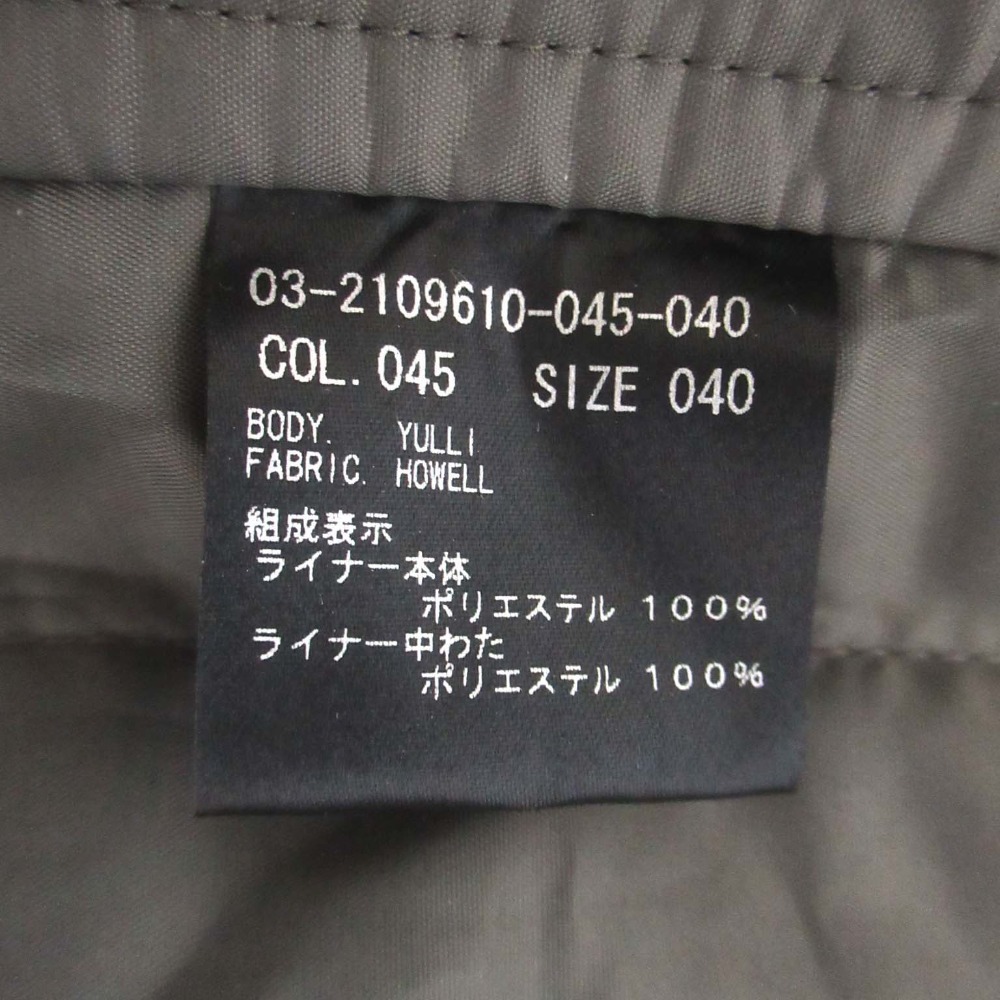 03-2109610-045-040
COL. 045 SIZE 040
BODY. YULLI
FABRIC. HOWELL
組成表示
ライナー本体
ポリエステル 100%
ライナー中わた
ポリエステル 100%